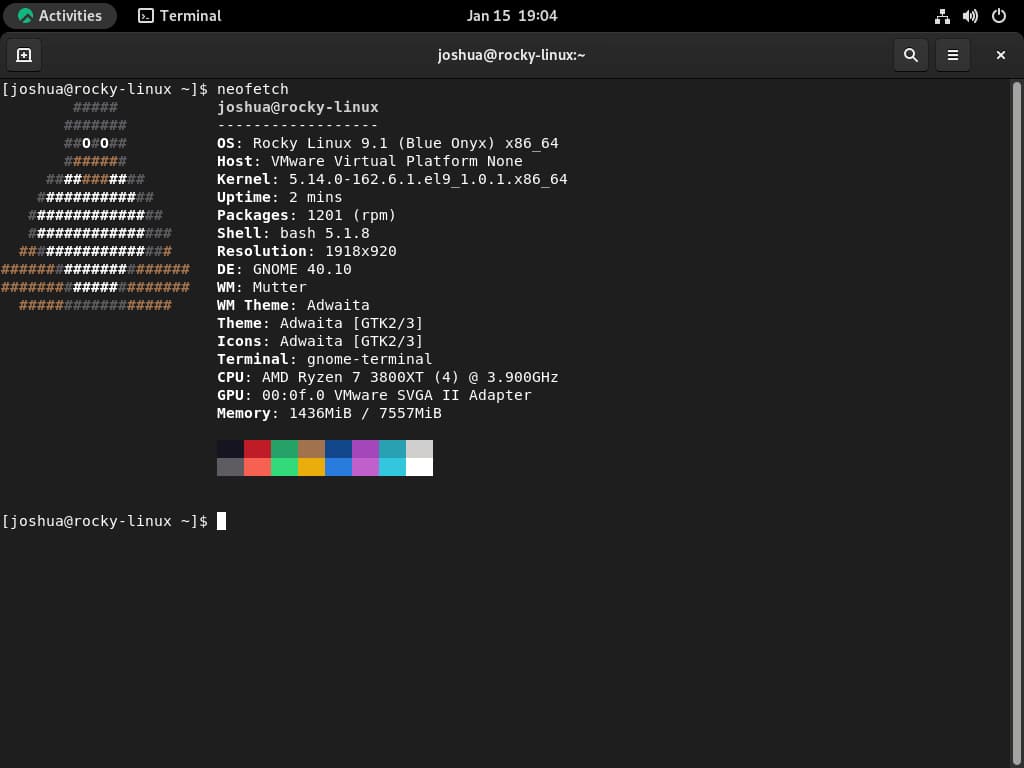 Activities Terminal Jan 15 19:04
joshua@rocky-linux:~
[joshua@rocky-linux ~]$ neofetch
##### joshua@rocky-linux
####### ------------------
##O#O## OS: Rocky Linux 9.1 (Blue Onyx) x86_64
####### Host: VMware Virtual Platform None
########### Kernel: 5.14.0-162.6.1.el9_1.0.1.x86_64
############# Uptime: 2 mins
############### Packages: 1201 (rpm)
################ Shell: bash 5.1.8
################# Resolution: 1918x920
##################### DE: GNOME 40.10
##################### WM: Mutter
################# WM Theme: Adwaita
Theme: Adwaita [GTK2/3]
Icons: Adwaita [GTK2/3]
Terminal: gnome-terminal
CPU: AMD Ryzen 7 3800XT (4) @ 3.900GHz
GPU: 00:0f.0 VMware SVGA II Adapter
Memory: 1436MiB / 7557MiB
[joshua@rocky-linux ~]$